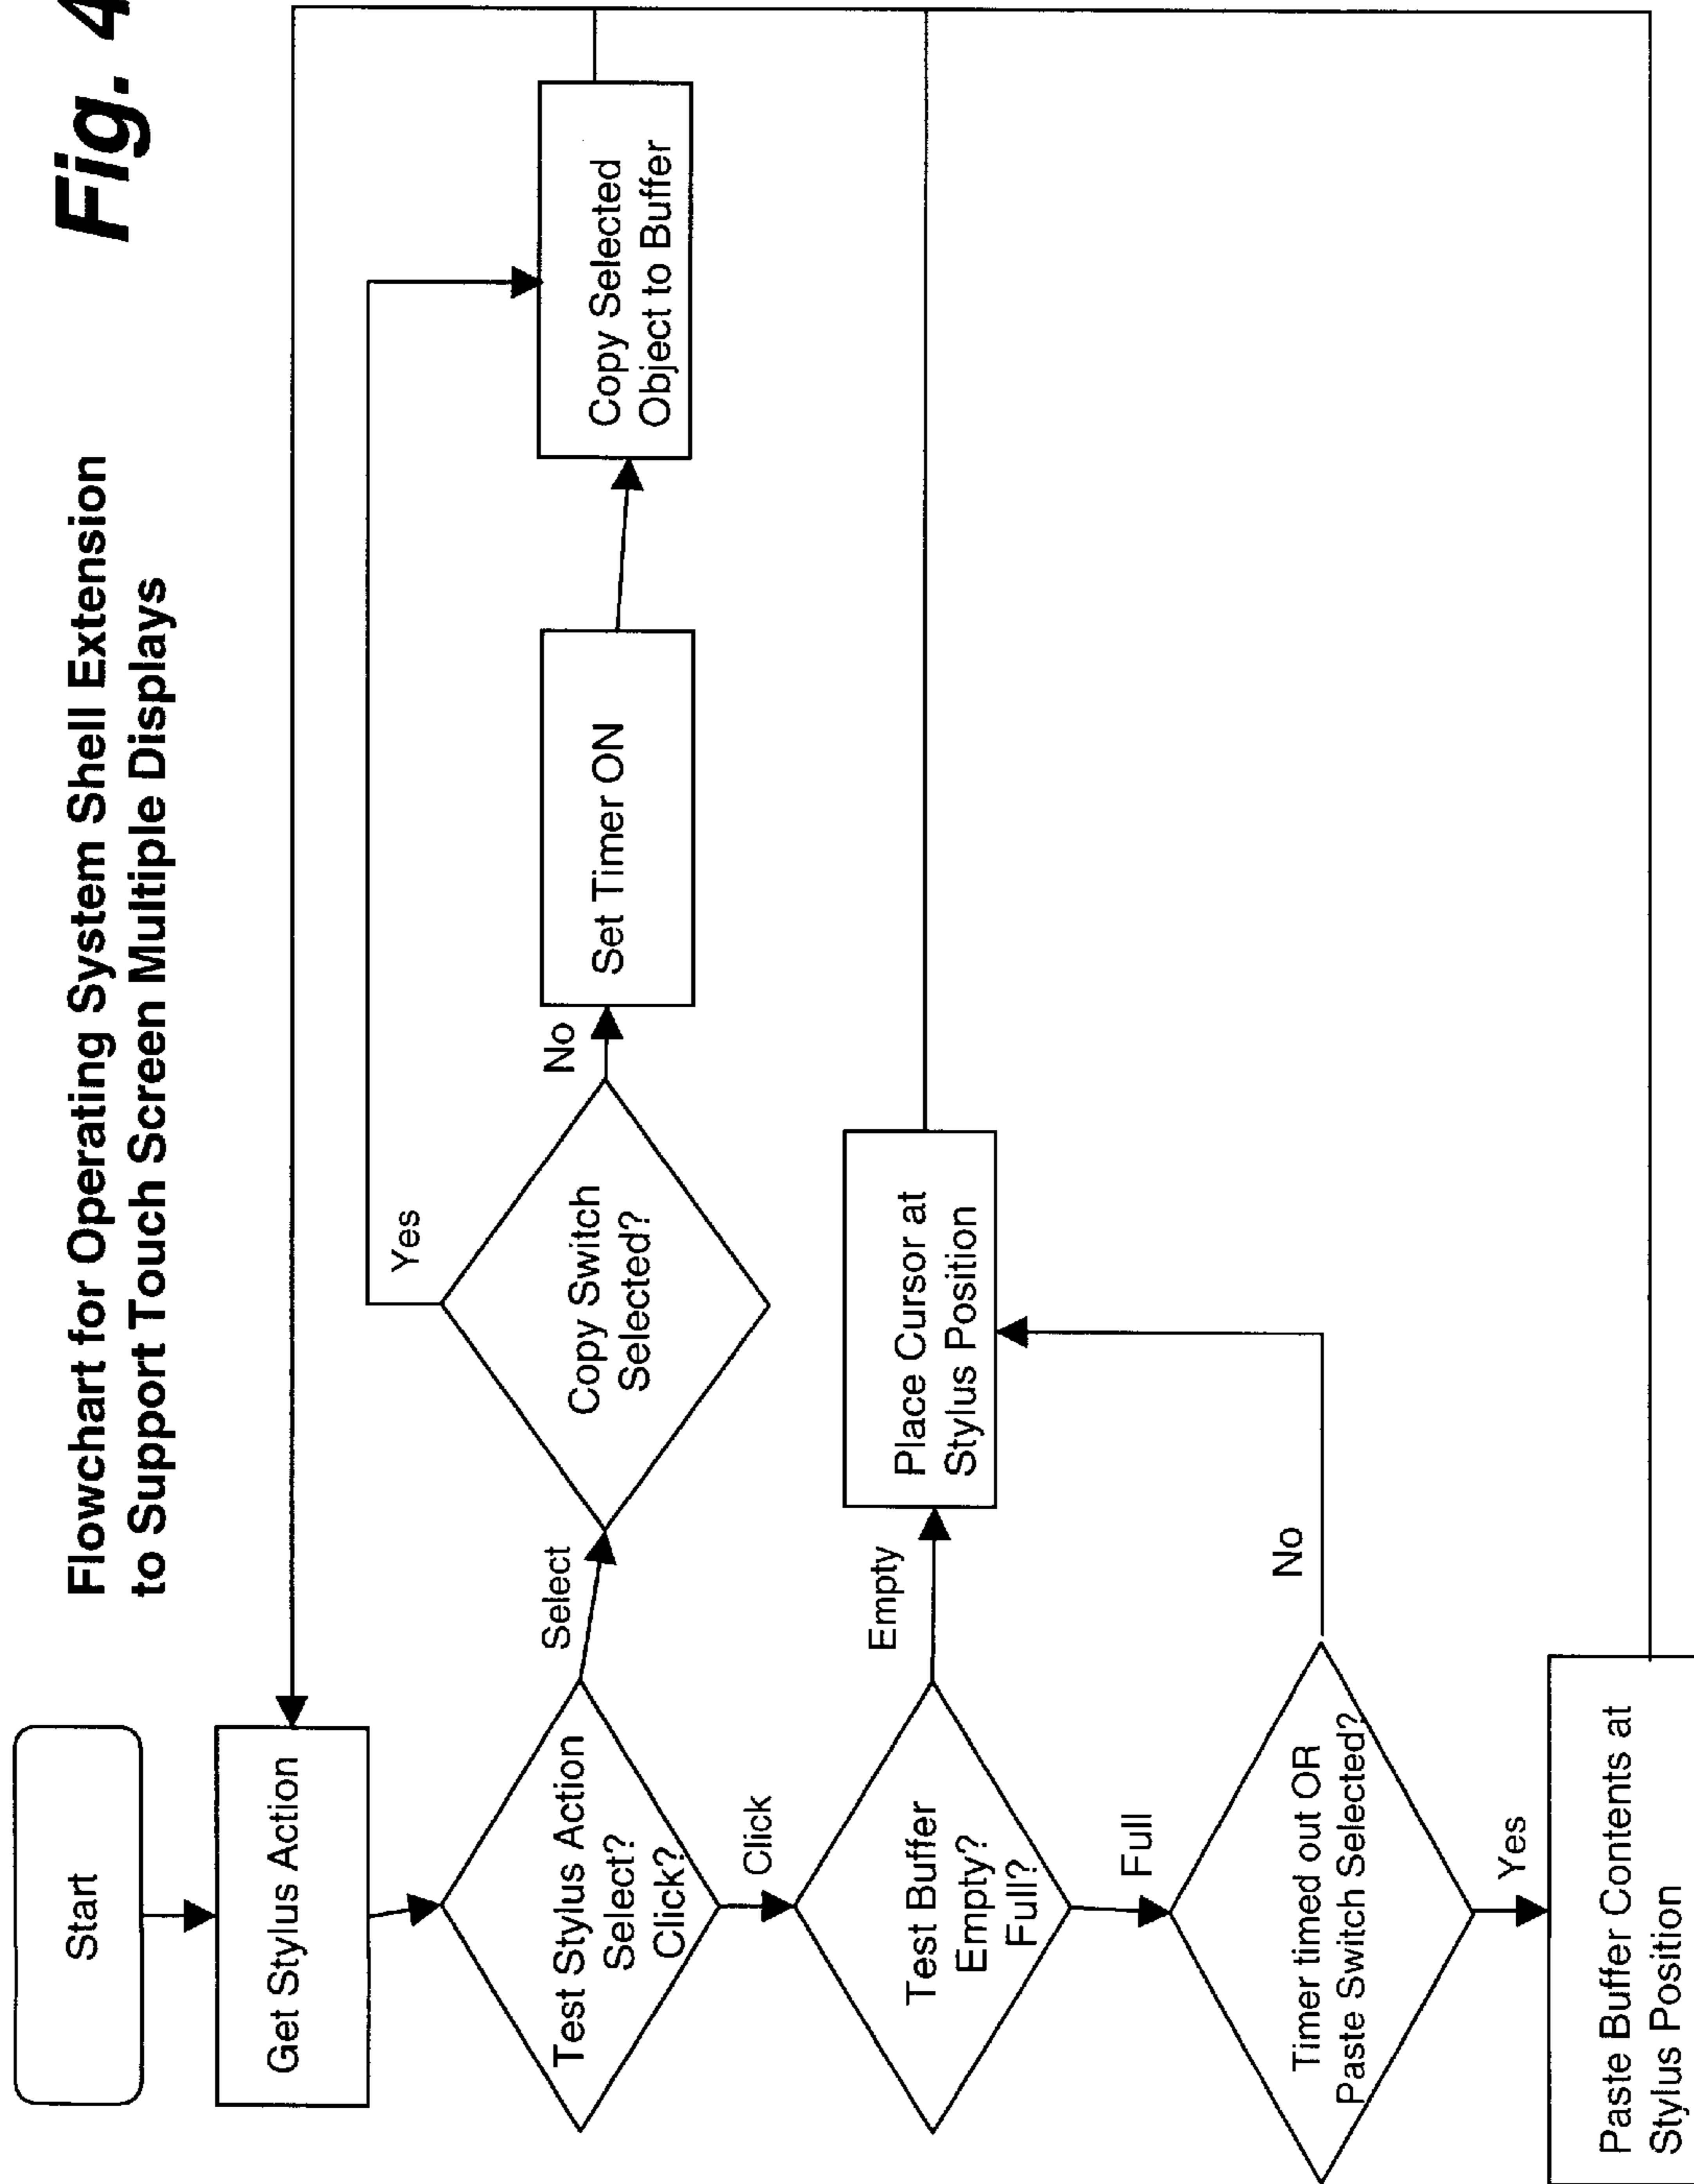 Fig. 4
Flowchart for Operating System Shell Extension
to Support Touch Screen Multiple Displays
Start
Get Stylus Action
Test Stylus Action
Select?
Click?
Select
Copy Switch
Selected?
Yes
No
Set Timer ON
Copy Selected
Object to Buffer
Click
Test Buffer
Empty?
Full?
Empty
Place Cursor at
Stylus Position
Full
Timer timed out OR
Paste Switch Selected?
No
Yes
Paste Buffer Contents at
Stylus Position